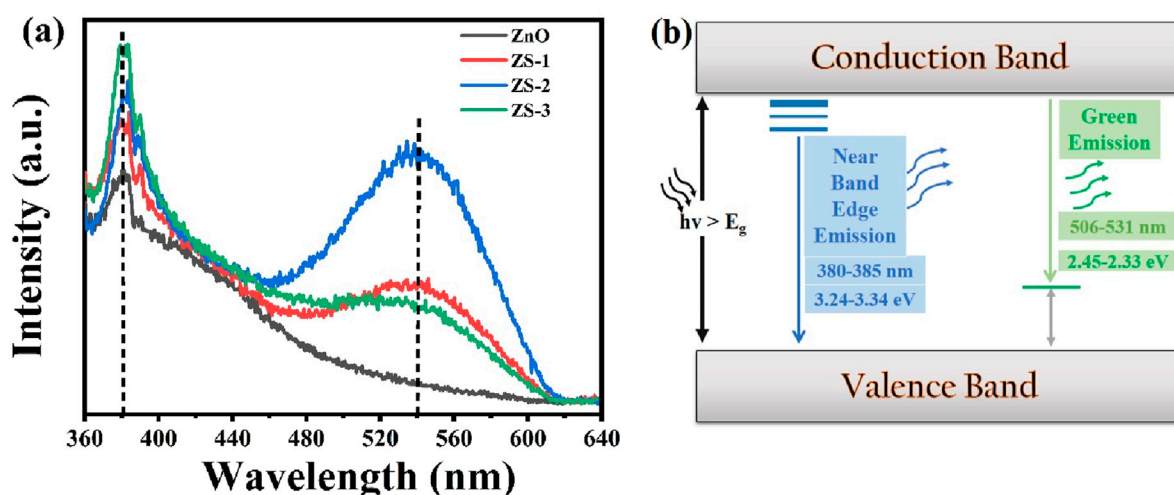 (a)
ZnO
ZS-1
ZS-2
ZS-3
Intensity (a.u.)
360 400 440 480 520 560 600 640
Wavelength (nm)
(b)
Conduction Band
hν > Eg
Near
Band
Edge
Emission
380-385 nm
3.24-3.34 eV
Green
Emission
506-531 nm
2.45-2.33 eV
Valence Band